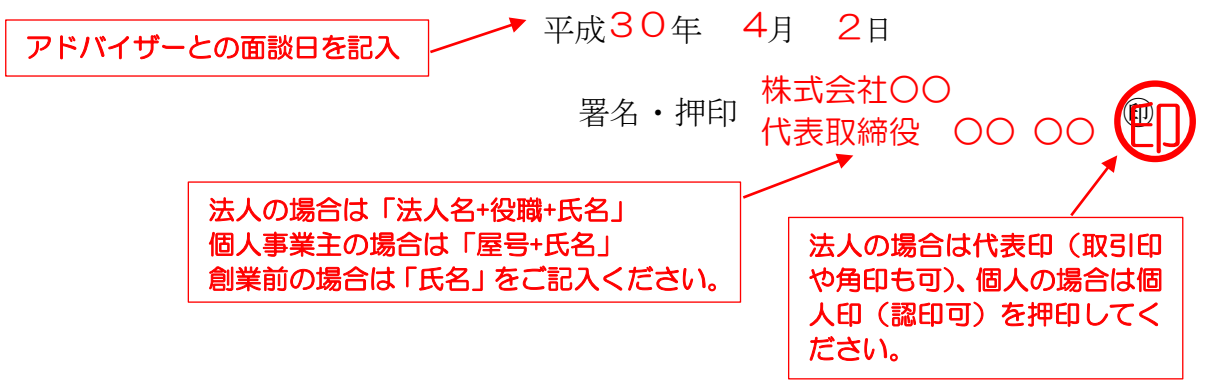 アドバイザーとの面談日を記入
平成30年 4月 2日
署名・押印
株式会社〇〇
代表取締役 〇〇 〇〇
㊞
印
法人の場合は「法人名+役職+氏名」
個人事業主の場合は「屋号+氏名」
創業前の場合は「氏名」をご記入ください。
法人の場合は代表印（取引印
や角印も可）、個人の場合は個
人印（認印可）を押印してく
ださい。